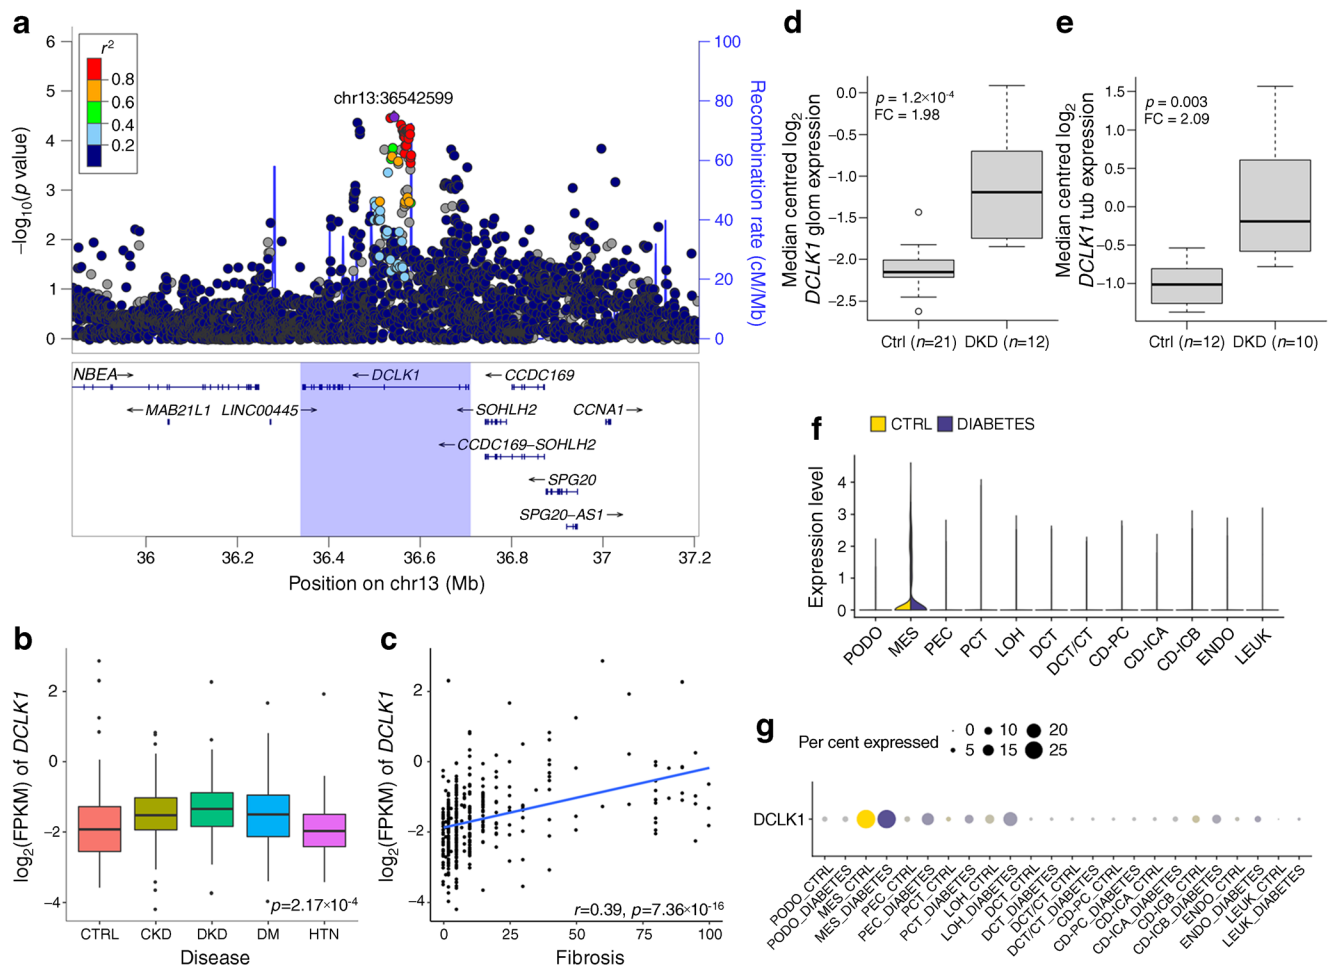 a
6
5
4
3
2
1
0
−log10(p value)
r2
0.8
0.6
0.4
0.2
chr13:36542599
100
80
60
40
20
0
Recombination rate (cM/Mb)
NBEA→
←DCLK1
←CCDC169
←MAB21L1 LINC00445→
←SOHLH2
CCNA1→
←CCDC169–SOHLH2
←SPG20
SPG20–AS1→
36 36.2 36.4 36.6 36.8 37 37.2
Position on chr13 (Mb)
b
log2(FPKM) of DCLK1
2
0
−2
−4
p=2.17×10-4
CTRL CKD DKD DM HTN
Disease
c
log2(FPKM) of DCLK1
2
0
−2
−4
r=0.39, p=7.36×10-16
0 25 50 75 100
Fibrosis
d
Median centred log2
DCLK1 glom expression
0.0
−0.5
−1.0
−1.5
−2.0
−2.5
p = 1.2×10-4
FC = 1.98
Ctrl (n=21) DKD (n=12)
e
Median centred log2
DCLK1 tub expression
1.5
1.0
0.5
0.0
−0.5
−1.0
p = 0.003
FC = 2.09
Ctrl (n=12) DKD (n=10)
f
CTRL DIABETES
Expression level
4
3
2
1
0
PODO
MES
PEC
PCT
LOH
DCT
DCT/CT
CD-PC
CD-ICA
CD-ICB
ENDO
LEUK
g
Per cent expressed
0 10 20
5 15 25
DCLK1
PODO_CTRL
PODO_DIABETES
MES_CTRL
MES_DIABETES
PEC_CTRL
PEC_DIABETES
PCT_CTRL
PCT_DIABETES
LOH_CTRL
LOH_DIABETES
DCT_CTRL
DCT_DIABETES
DCT/CT_CTRL
DCT/CT_DIABETES
CD-PC_CTRL
CD-PC_DIABETES
CD-ICA_CTRL
CD-ICA_DIABETES
CD-ICB_CTRL
CD-ICB_DIABETES
ENDO_CTRL
ENDO_DIABETES
LEUK_CTRL
LEUK_DIABETES